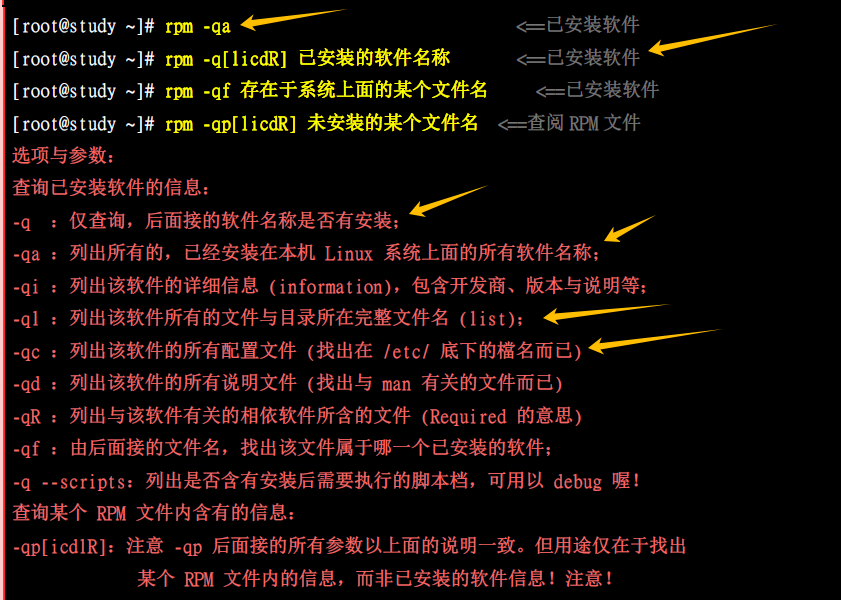 [root@study ~]# rpm -qa <==已安装软件
[root@study ~]# rpm -q[licdR] 已安装的软件名称 <==已安装软件
[root@study ~]# rpm -qf 存在于系统上面的某个文件名 <==已安装软件
[root@study ~]# rpm -qp[licdR] 未安装的某个文件名 <==查阅 RPM 文件
选项与参数：
查询已安装软件的信息：
-q ：仅查询，后面接的软件名称是否有安装；
-qa ：列出所有的，已经安装在本机 Linux 系统上面的所有软件名称；
-qi ：列出该软件的详细信息 (information)，包含开发商、版本与说明等；
-ql ：列出该软件所有的文件与目录所在完整文件名 (list)；
-qc ：列出该软件的所有配置文件 (找出在 /etc/ 底下的檔名而已)
-qd ：列出该软件的所有说明文件 (找出与 man 有关的文件而已)
-qR ：列出与该软件有关的相依软件所含的文件 (Required 的意思)
-qf ：由后面接的文件名，找出该文件属于哪一个已安装的软件；
-q --scripts：列出是否含有安装后需要执行的脚本档，可用以 debug 喔！
查询某个 RPM 文件内含有的信息：
-qp[icdlR]：注意 -qp 后面接的所有参数以上面的说明一致。但用途仅在于找出
某个 RPM 文件内的信息，而非已安装的软件信息！注意！